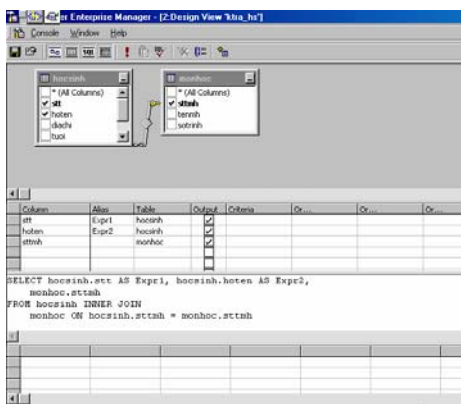 er Enterprise Manager - [2:Design View 'ktra_hs']
Console Window Help
SQL
hocsinh
* (All Columns)
stt
hoten
diachi
tuoi
monhoc
* (All Columns)
sttmh
tenmh
sotrinh
Column Alias Table Output Criteria Or... Or... Or...
stt Expr1 hocsinh
hoten Expr2 hocsinh
sttmh monhoc
SELECT hocsinh.stt AS Expr1, hocsinh.hoten AS Expr2,
monhoc.sttmh
FROM hocsinh INNER JOIN
monhoc ON hocsinh.sttmh = monhoc.sttmh